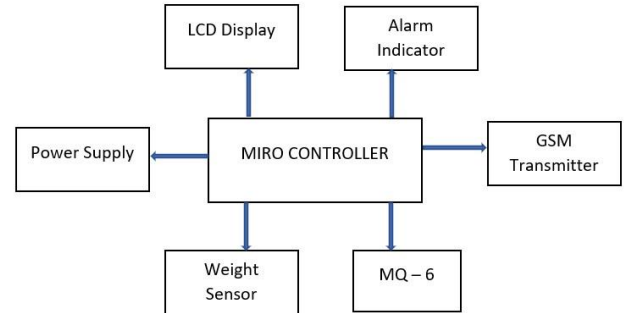 LCD Display
Alarm
Indicator
Power Supply
MIRO CONTROLLER
GSM
Transmitter
Weight
Sensor
MQ – 6